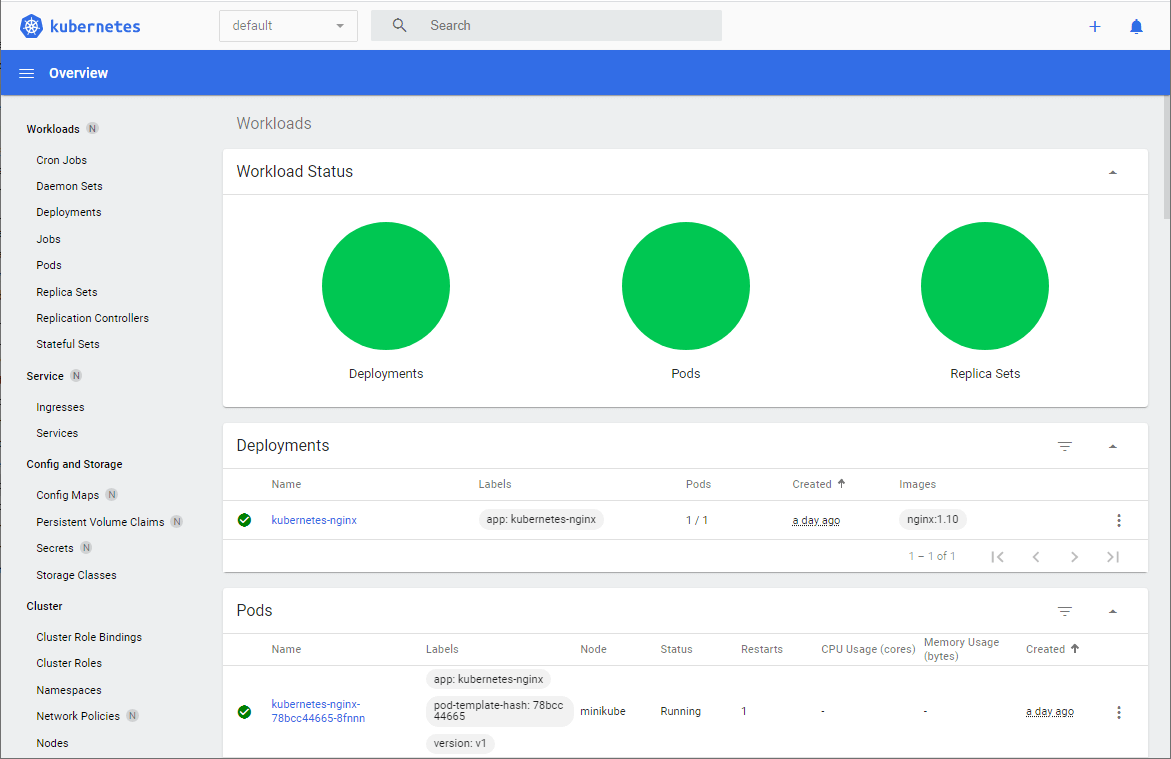 kubernetes
default
Search
Overview
Workloads N
Cron Jobs
Daemon Sets
Deployments
Jobs
Pods
Replica Sets
Replication Controllers
Stateful Sets
Service N
Ingresses
Services
Config and Storage
Config Maps N
Persistent Volume Claims N
Secrets N
Storage Classes
Cluster
Cluster Role Bindings
Cluster Roles
Namespaces
Network Policies N
Nodes
Workloads
Workload Status
Deployments Pods Replica Sets
Deployments
Name Labels Pods Created Images
kubernetes-nginx app: kubernetes-nginx 1 / 1 a day ago nginx:1.10
1 – 1 of 1
Pods
Name Labels Node Status Restarts CPU Usage (cores) Memory Usage (bytes) Created
kubernetes-nginx-
78bcc44665-8fnnn
app: kubernetes-nginx
pod-template-hash: 78bcc
44665
version: v1
minikube Running 1 - - a day ago